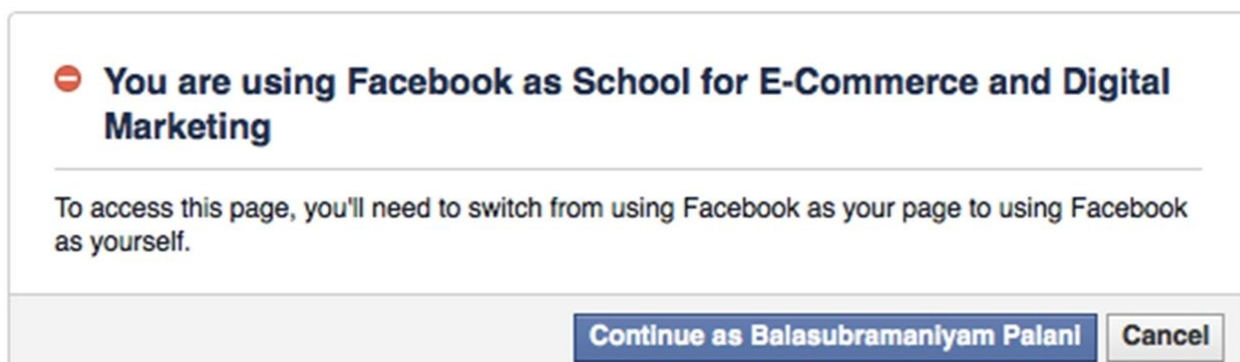 You are using Facebook as School for E-Commerce and Digital
Marketing
To access this page, you'll need to switch from using Facebook as your page to using Facebook
as yourself.
Continue as Balasubramaniyam Palani
Cancel